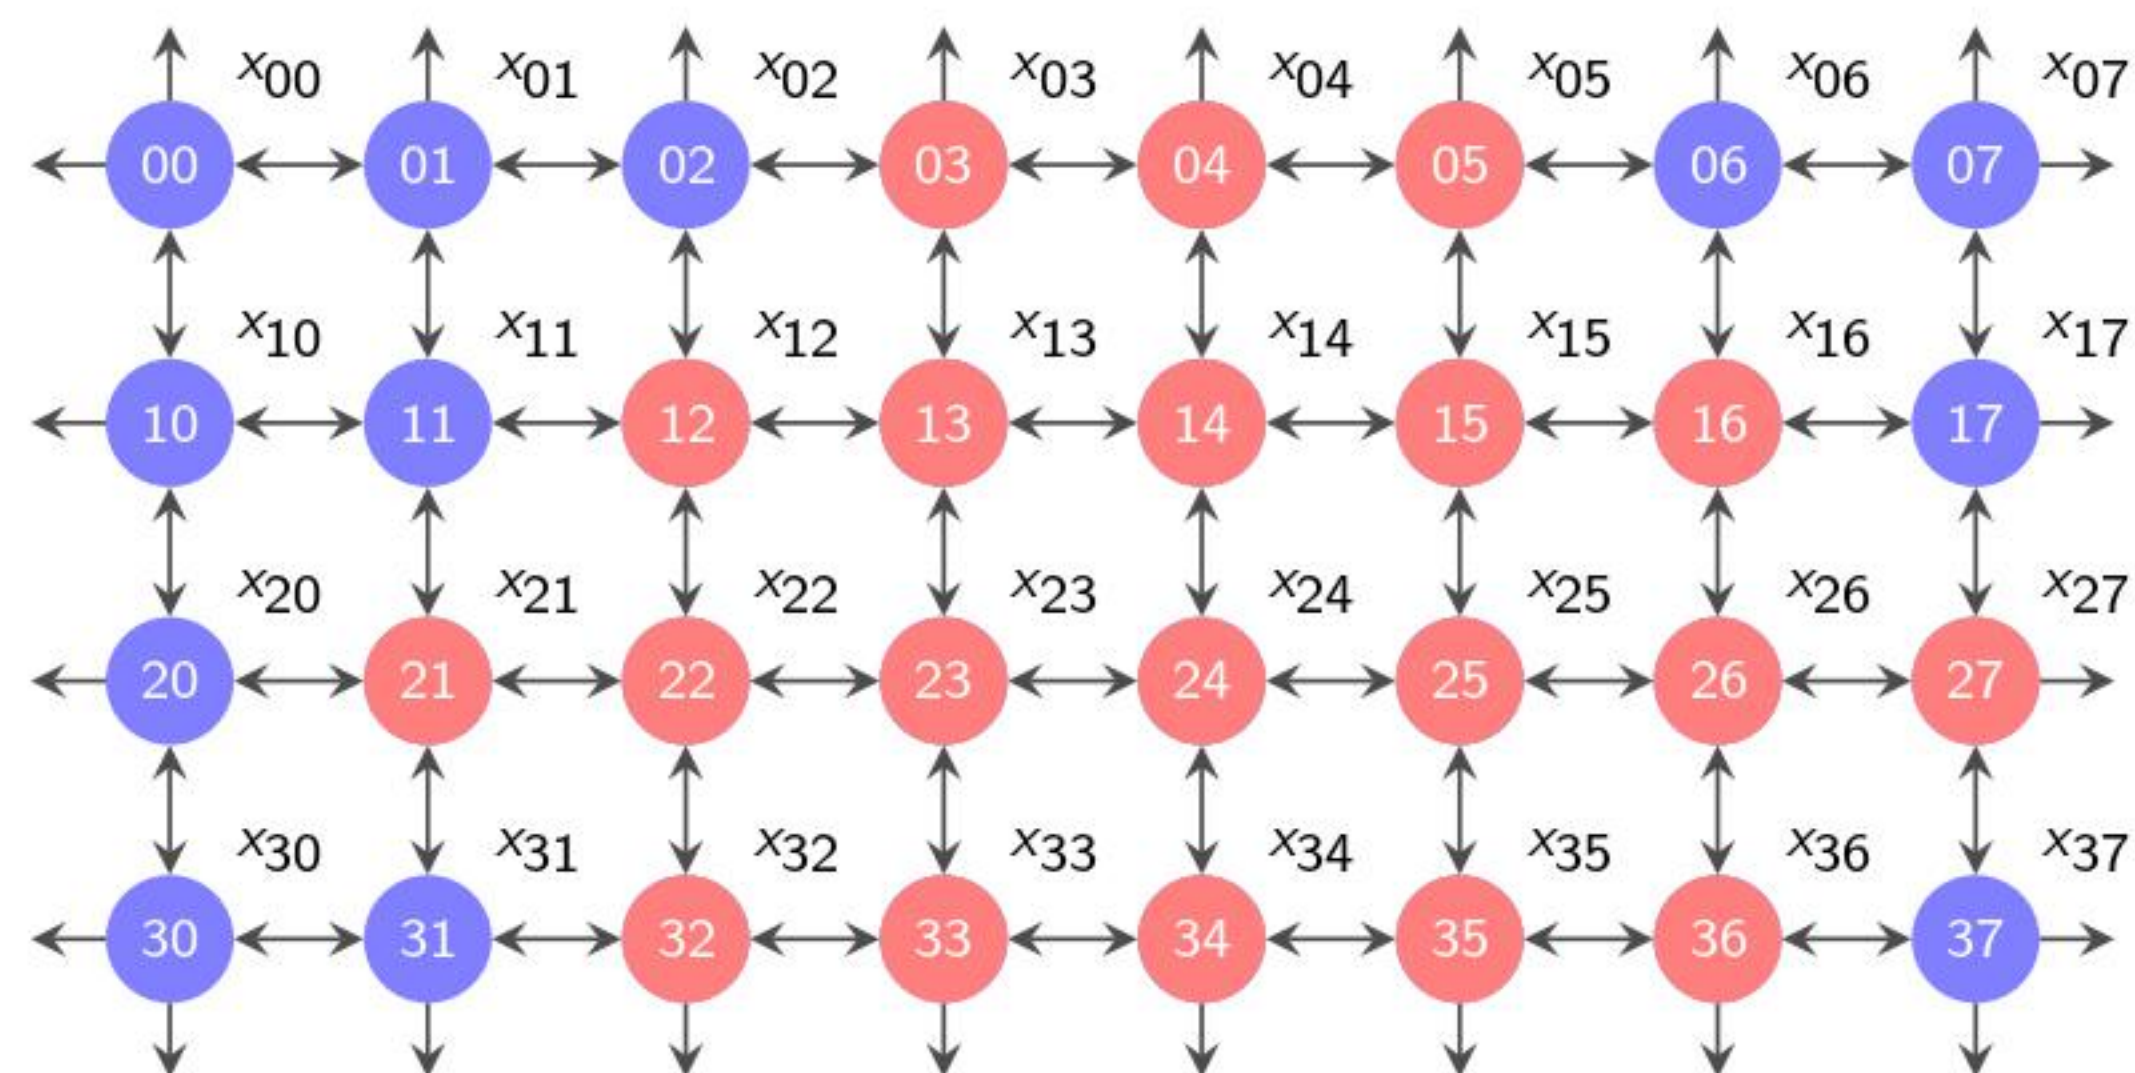 x00 x01 x02 x03 x04 x05 x06 x07
00 01 02 03 04 05 06 07
x10 x11 x12 x13 x14 x15 x16 x17
10 11 12 13 14 15 16 17
x20 x21 x22 x23 x24 x25 x26 x27
20 21 22 23 24 25 26 27
x30 x31 x32 x33 x34 x35 x36 x37
30 31 32 33 34 35 36 37